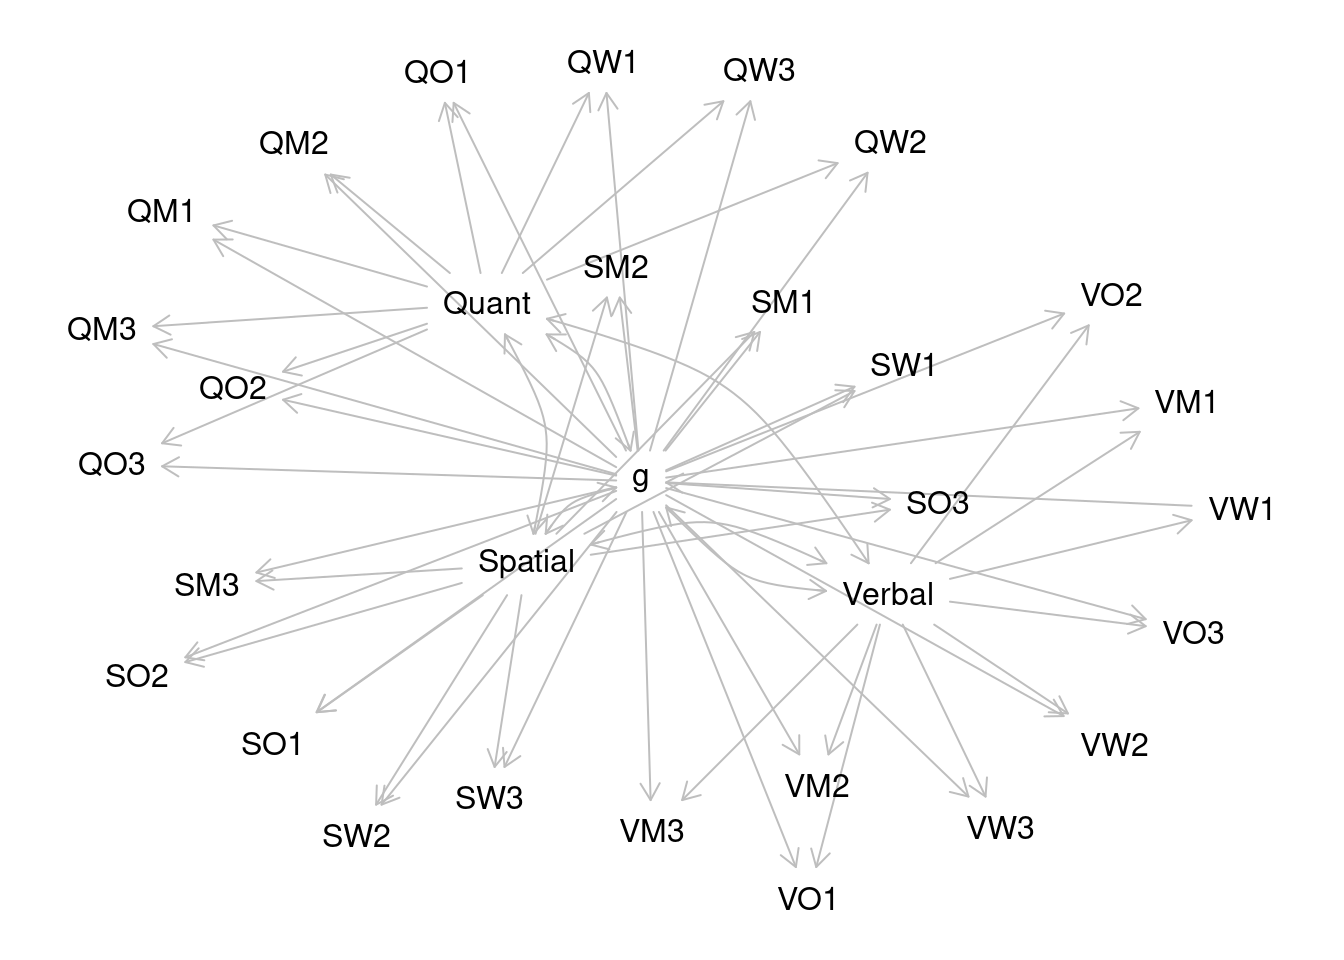 QW1
QW3
QO1
QM2
QW2
QM1
SM2
VO2
SM1
Quant
QM3
SW1
QO2
VM1
QO3
g
SO3
VW1
Spatial
SM3
Verbal
VO3
SO2
SO1
VW2
VM2
SW3
VW3
VM3
SW2
VO1